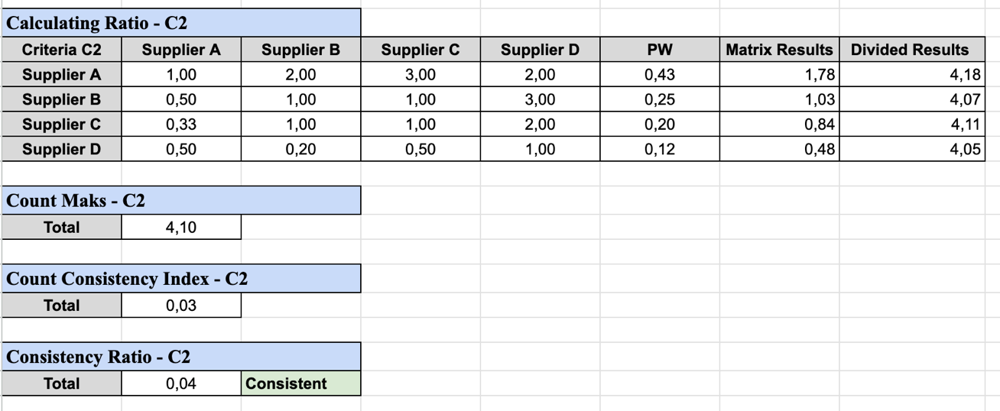 Calculating Ratio - C2
Criteria C2 Supplier A Supplier B Supplier C Supplier D PW Matrix Results Divided Results
Supplier A 1,00 2,00 3,00 2,00 0,43 1,78 4,18
Supplier B 0,50 1,00 1,00 3,00 0,25 1,03 4,07
Supplier C 0,33 1,00 1,00 2,00 0,20 0,84 4,11
Supplier D 0,50 0,20 0,50 1,00 0,12 0,48 4,05
Count Maks - C2
Total 4,10
Count Consistency Index - C2
Total 0,03
Consistency Ratio - C2
Total 0,04 Consistent